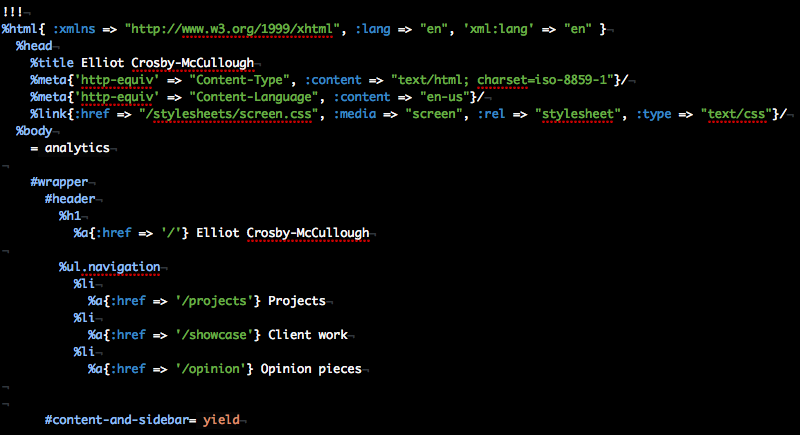 !!!
%html{ :xmlns => "http://www.w3.org/1999/xhtml", :lang => "en", 'xml:lang' => "en" }
%head
%title Elliot Crosby-McCullough
%meta{'http-equiv' => "Content-Type", :content => "text/html; charset=iso-8859-1"}/
%meta{'http-equiv' => "Content-Language", :content => "en-us"}/
%link{:href => "/stylesheets/screen.css", :media => "screen", :rel => "stylesheet", :type => "text/css"}/
%body
= analytics
#wrapper
#header
%h1
%a{:href => '/'} Elliot Crosby-McCullough
%ul.navigation
%li
%a{:href => '/projects'} Projects
%li
%a{:href => '/showcase'} Client work
%li
%a{:href => '/opinion'} Opinion pieces
#content-and-sidebar= yield